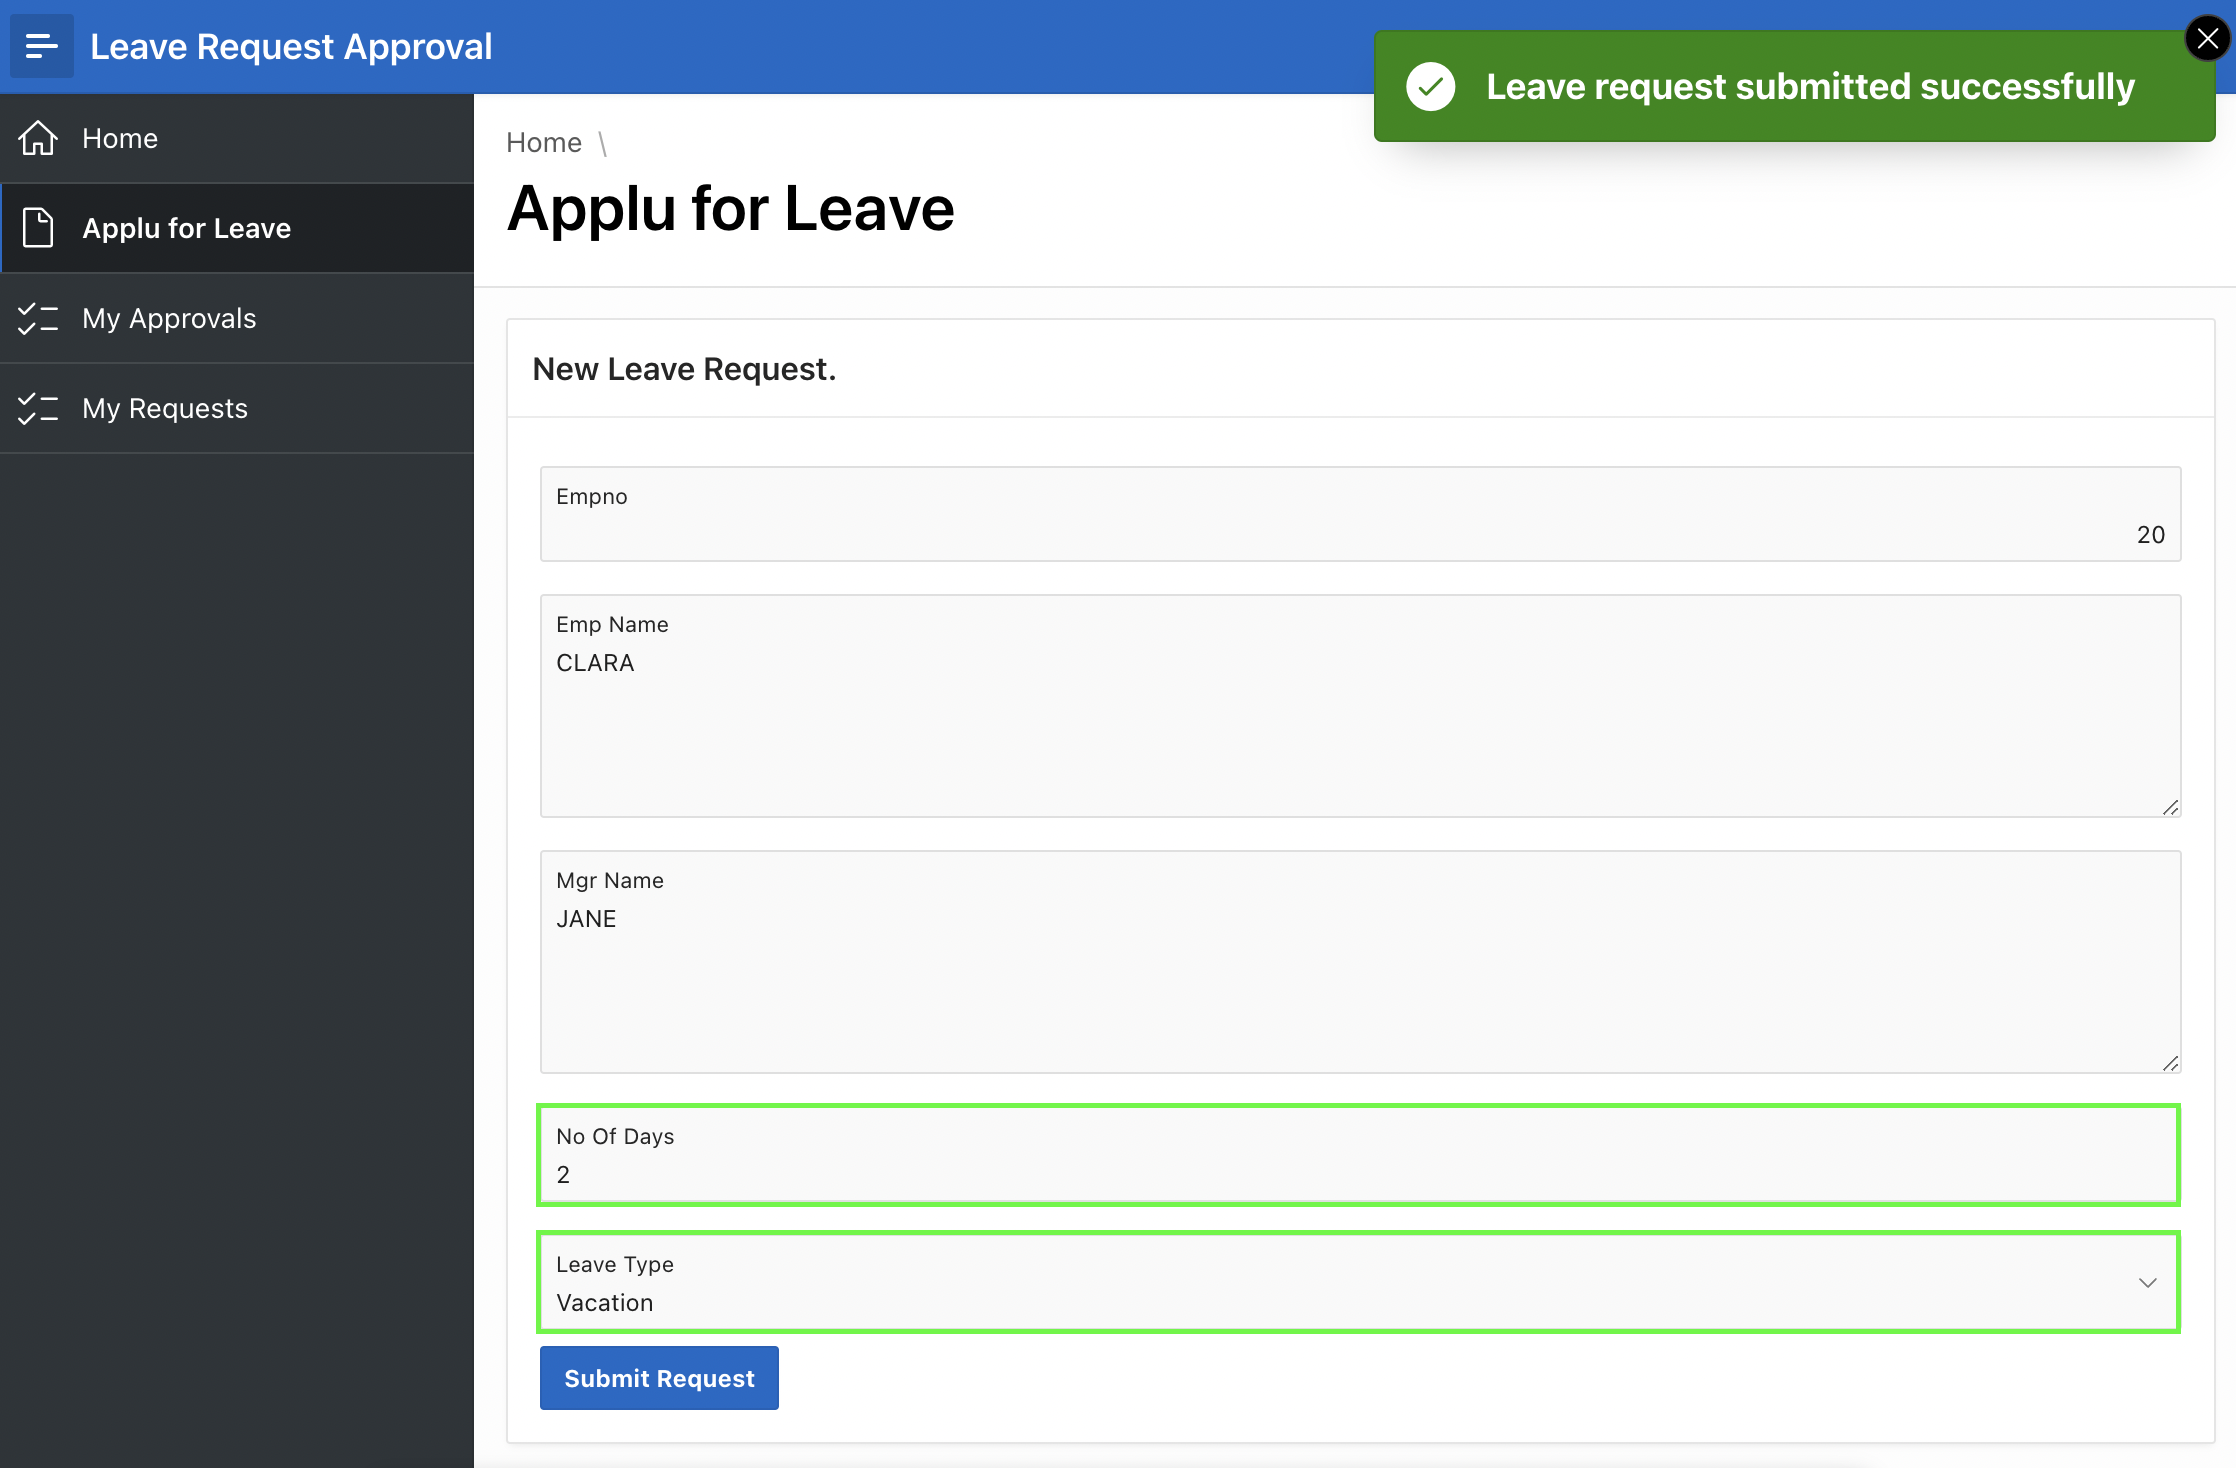 Leave Request Approval
Leave request submitted successfully
Home
Applu for Leave
My Approvals
My Requests
Home \
Applu for Leave
New Leave Request.
Empno
20
Emp Name
CLARA
Mgr Name
JANE
No Of Days
2
Leave Type
Vacation
Submit Request